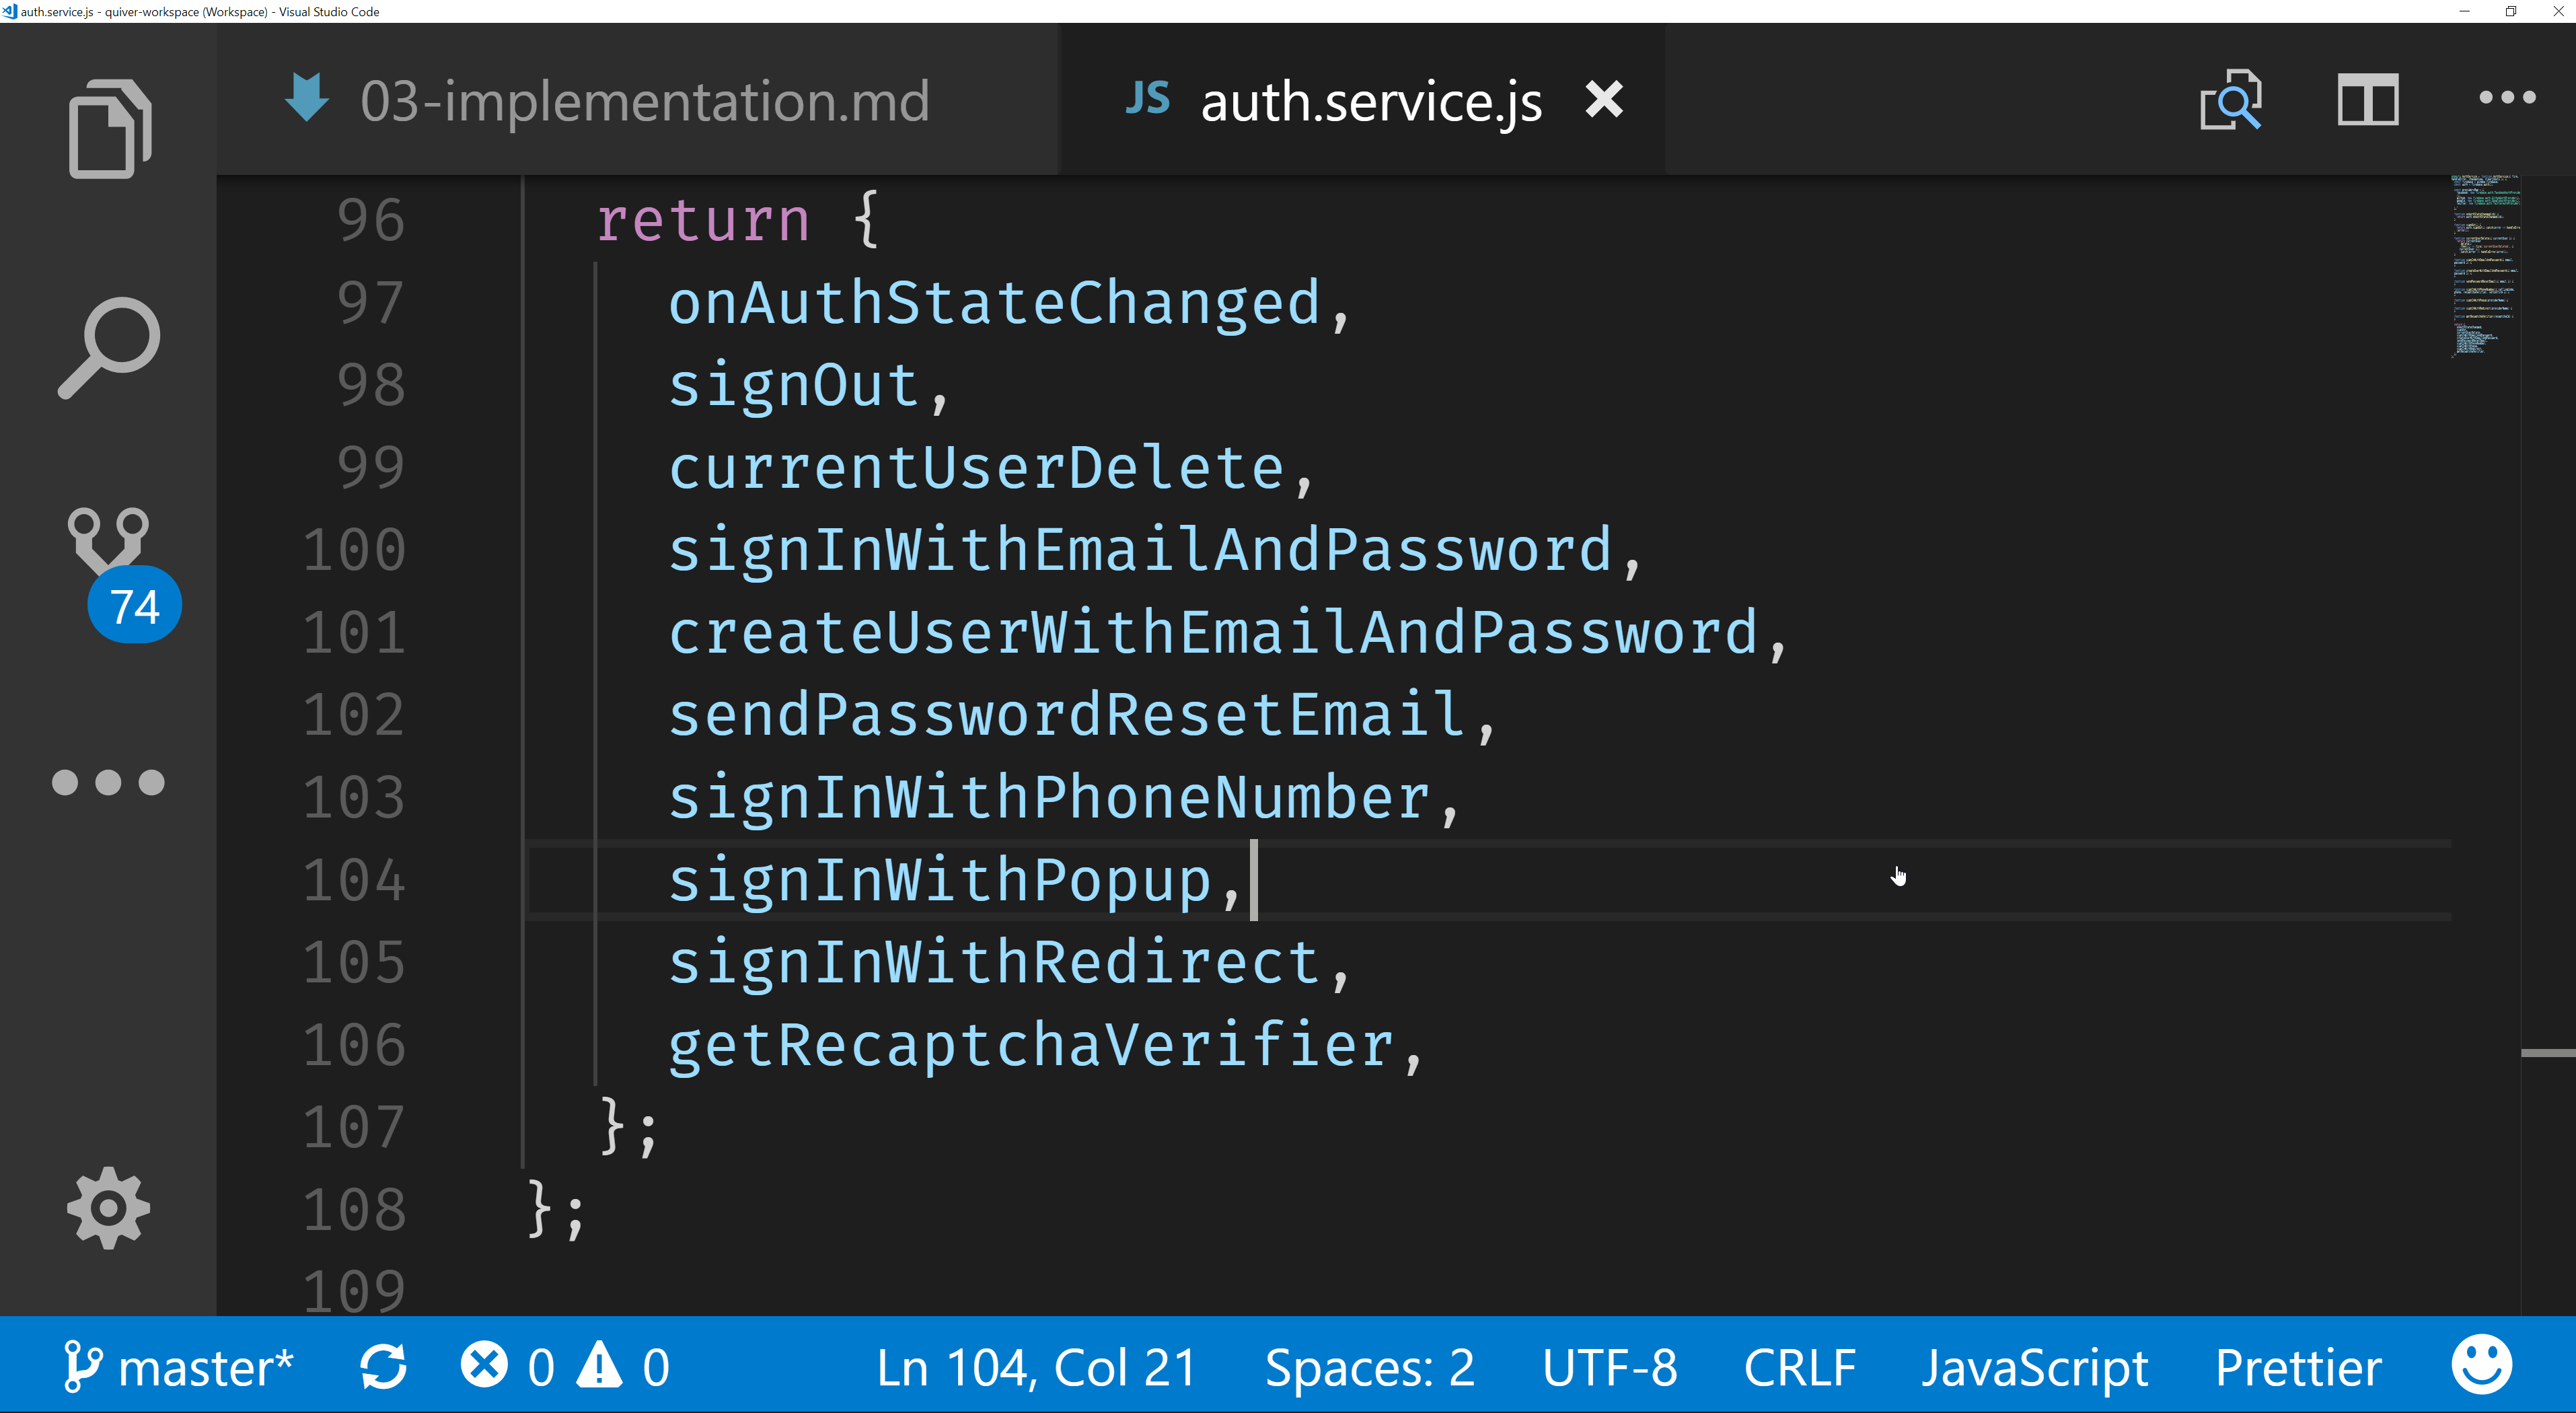 auth.service.js - quiver-workspace (Workspace) - Visual Studio Code
03-implementation.md
JS auth.service.js
96 return {
97 onAuthStateChanged,
98 signOut,
99 currentUserDelete,
100 signInWithEmailAndPassword,
101 createUserWithEmailAndPassword,
102 sendPasswordResetEmail,
103 signInWithPhoneNumber,
104 signInWithPopup,
105 signInWithRedirect,
106 getRecaptchaVerifier,
107 };
108 };
109
74
master* 0 0 Ln 104, Col 21 Spaces: 2 UTF-8 CRLF JavaScript Prettier